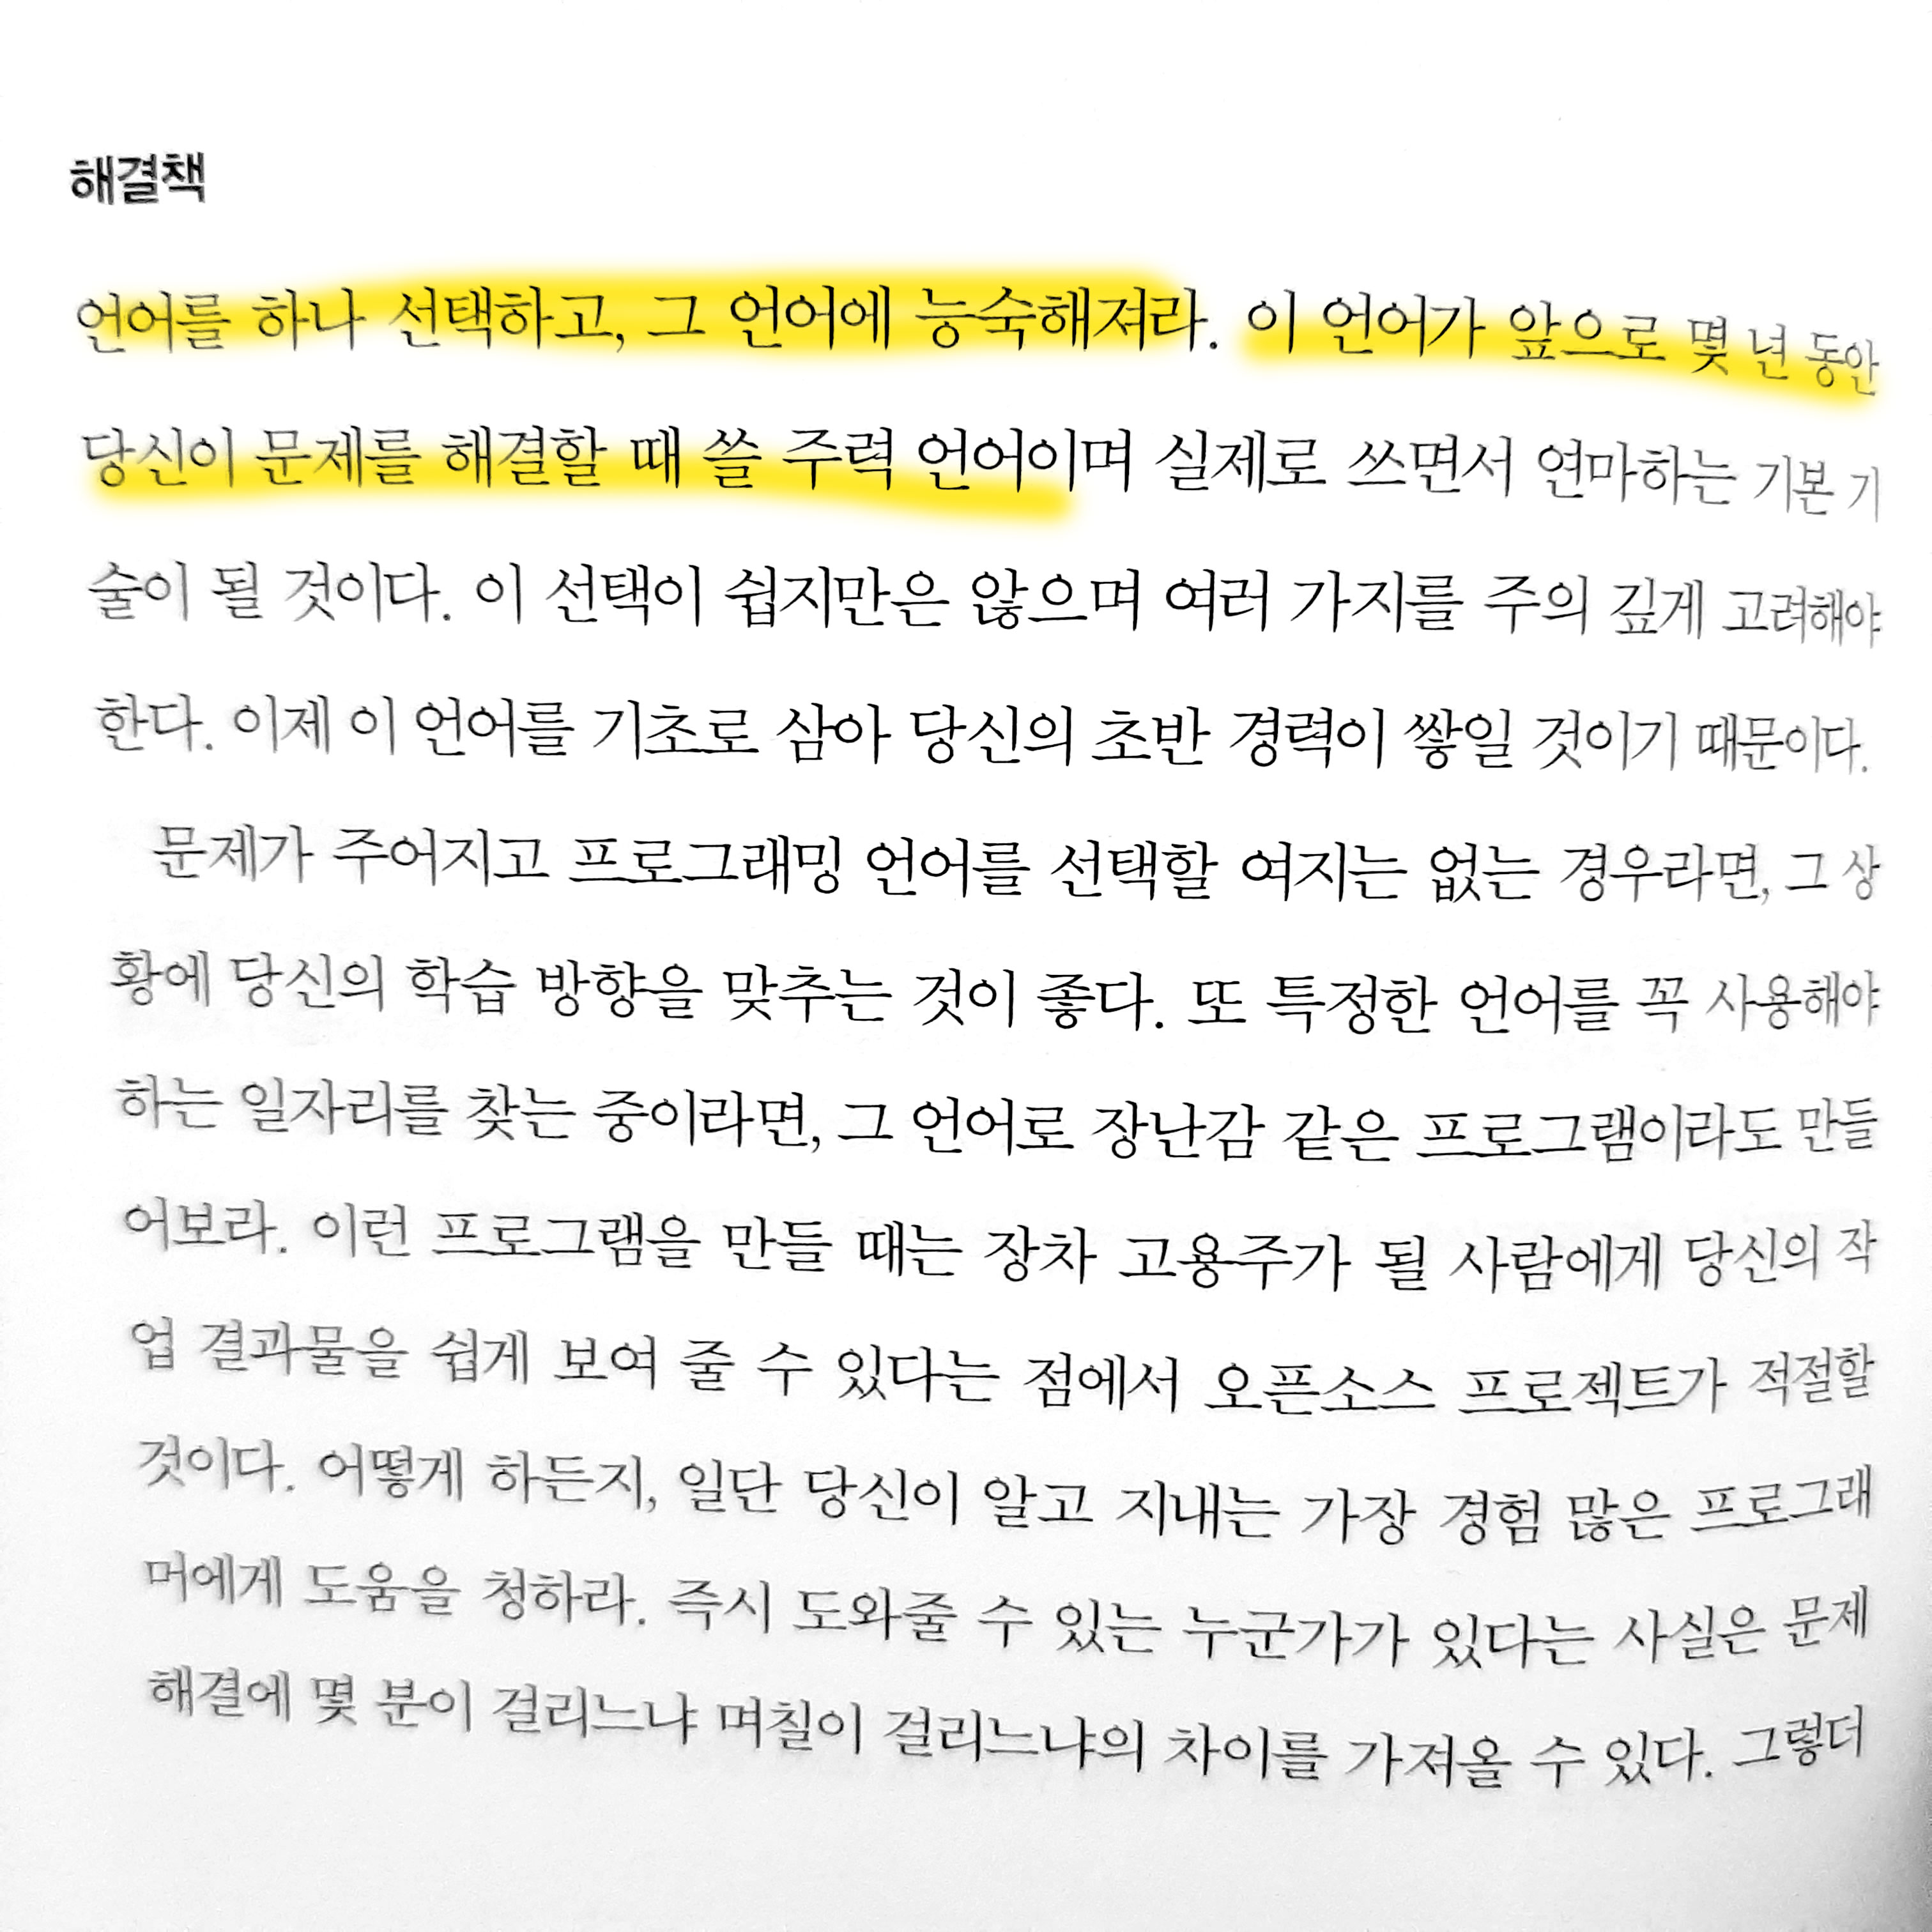 해결책
언어를 하나 선택하고, 그 언어에 능숙해져라. 이 언어가 앞으로 몇 년 동안
당신이 문제를 해결할 때 쓸 주력 언어이며 실제로 쓰면서 연마하는 기본 기
술이 될 것이다. 이 선택이 쉽지만은 않으며 여러 가지를 주의 깊게 고려해야
한다. 이제 이 언어를 기초로 삼아 당신의 초반 경력이 쌓일 것이기 때문이다.
문제가 주어지고 프로그래밍 언어를 선택할 여지는 없는 경우라면, 그 상
황에 당신의 학습 방향을 맞추는 것이 좋다. 또 특정한 언어를 꼭 사용해야
하는 일자리를 찾는 중이라면, 그 언어로 장난감 같은 프로그램이라도 만들
어보라. 이런 프로그램을 만들 때는 장차 고용주가 될 사람에게 당신의 작
업 결과물을 쉽게 보여 줄 수 있다는 점에서 오픈소스 프로젝트가 적절할
것이다. 어떻게 하든지, 일단 당신이 알고 지내는 가장 경험 많은 프로그래
머에게 도움을 청하라. 즉시 도와줄 수 있는 누군가가 있다는 사실은 문제
해결에 몇 분이 걸리느냐 며칠이 걸리느냐의 차이를 가져올 수 있다. 그렇더